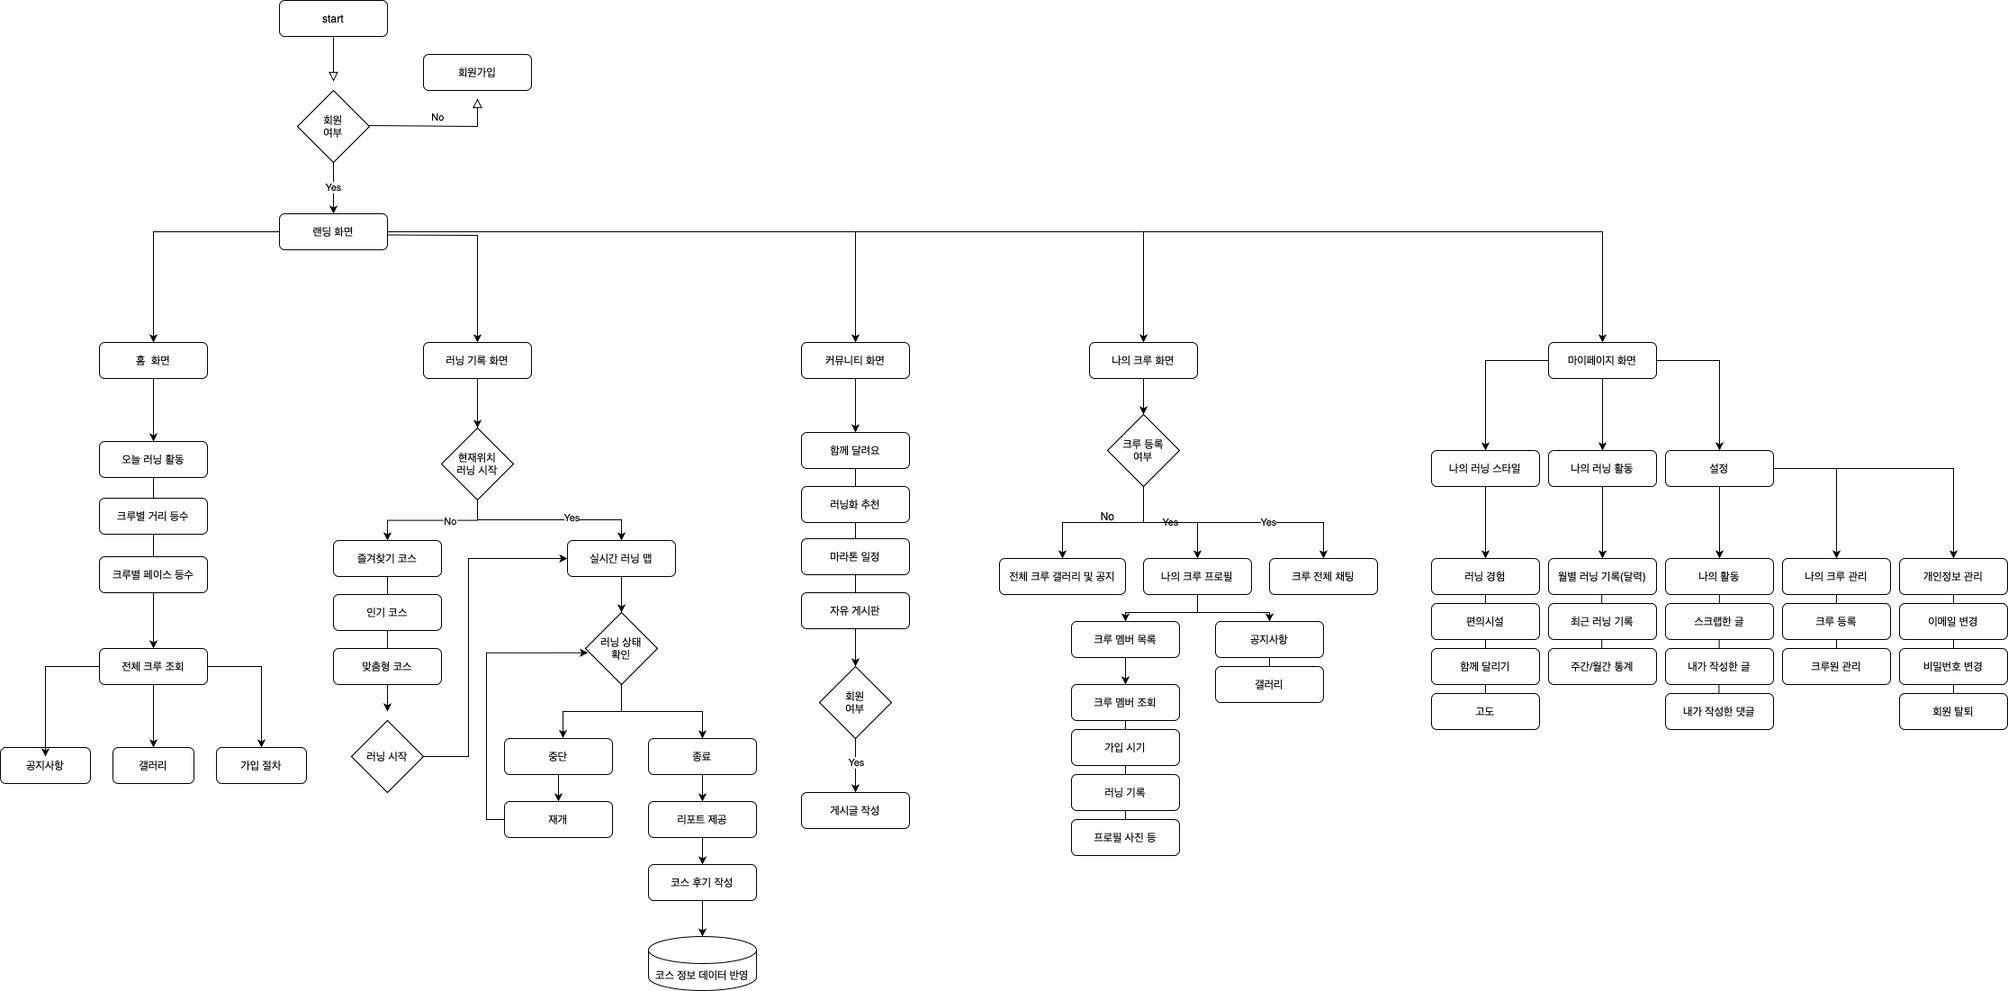 start
회원가입
회원
여부
No
Yes
랜딩 화면
홈  화면
러닝 기록 화면
커뮤니티 화면
나의 크루 화면
마이페이지 화면
오늘 러닝 활동
크루별 거리 등수
크루별 페이스 등수
전체 크루 조회
공지사항
갤러리
가입 절차
현재위치
러닝 시작
No
Yes
즐겨찾기 코스
인기 코스
맞춤형 코스
러닝 시작
실시간 러닝 맵
러닝 상태
확인
중단
재개
종료
리포트 제공
코스 후기 작성
코스 정보 데이터 반영
함께 달려요
러닝화 추천
마라톤 일정
자유 게시판
회원
여부
Yes
게시글 작성
크루 등록
여부
No
Yes
Yes
전체 크루 갤러리 및 공지
나의 크루 프로필
크루 전체 채팅
크루 멤버 목록
크루 멤버 조회
가입 시기
러닝 기록
프로필 사진 등
공지사항
갤러리
나의 러닝 스타일
나의 러닝 활동
설정
러닝 경험
편의시설
함께 달리기
고도
월별 러닝 기록(달력)
최근 러닝 기록
주간/월간 통계
나의 활동
스크랩한 글
내가 작성한 글
내가 작성한 댓글
나의 크루 관리
크루 등록
크루원 관리
개인정보 관리
이메일 변경
비밀번호 변경
회원 탈퇴